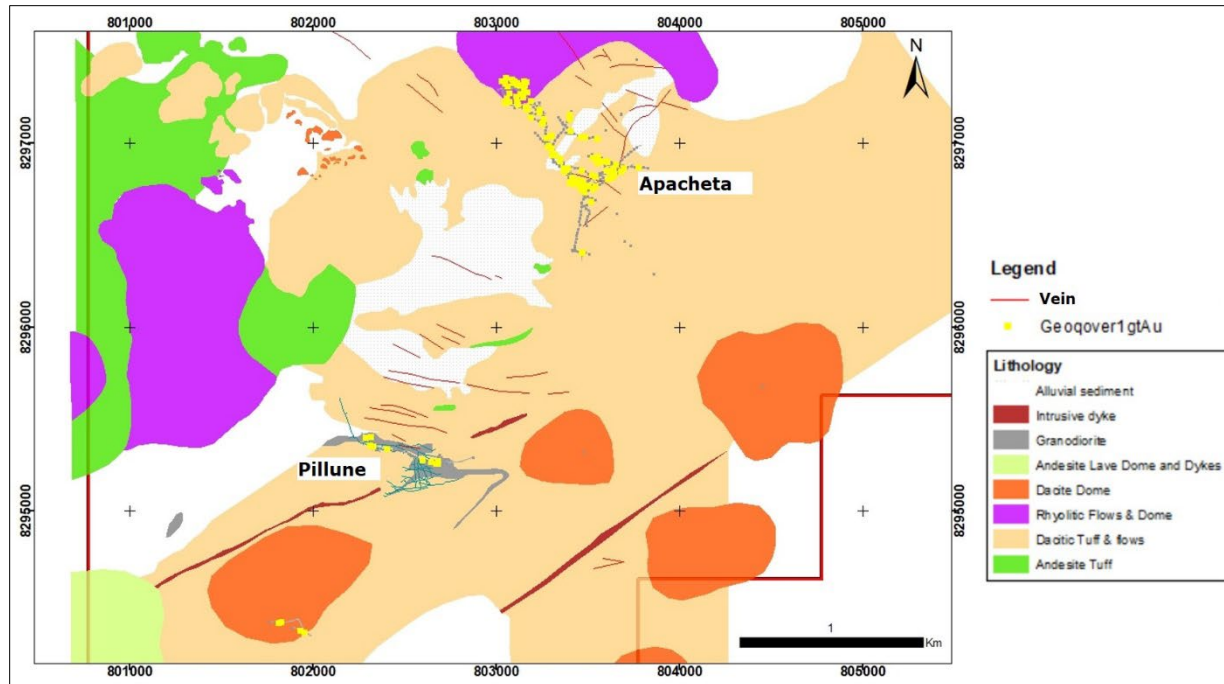 801000 802000 803000 804000 805000
N
8297000 8297000
Apacheta
8296000 8296000
Pillune
8295000 8295000
1
Km
801000 802000 803000 804000 805000
Legend
Vein
Geoqover1gtAu
Lithology
Alluvial sediment
Intrusive dyke
Granodiorite
Andesite Lave Dome and Dykes
Dacite Dome
Rhyolitic Flows & Dome
Dacitic Tuff & flows
Andesite Tuff